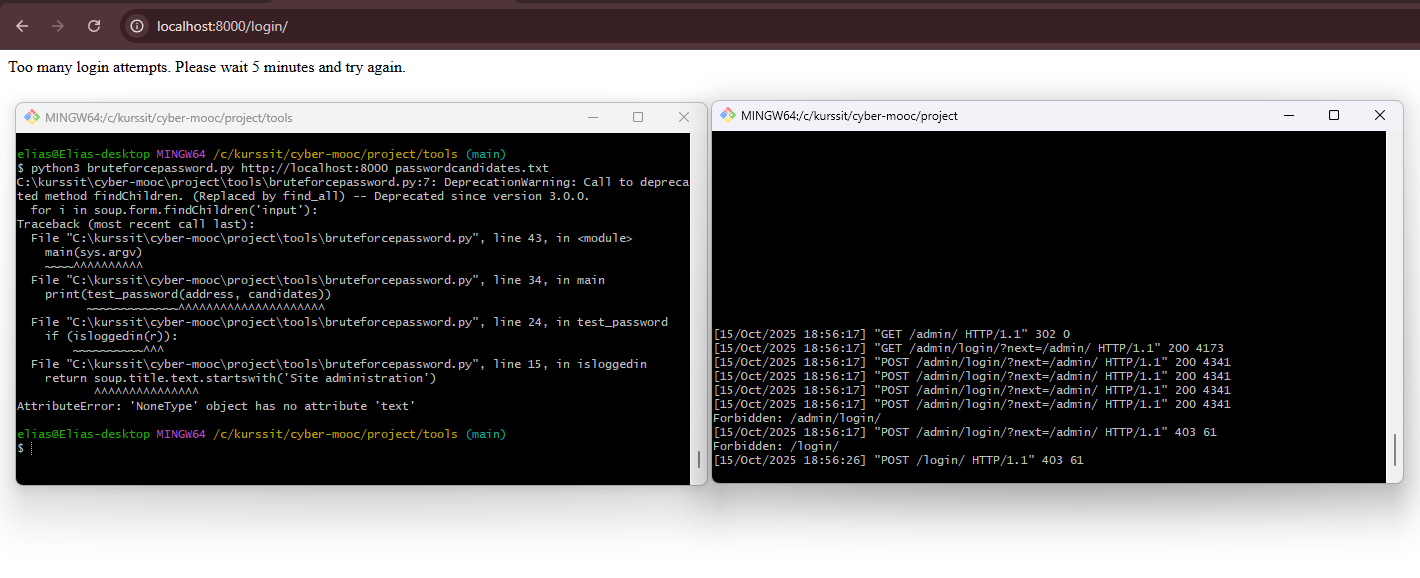 localhost:8000/login/
Too many login attempts. Please wait 5 minutes and try again.
MINGW64:/c/kurssit/cyber-mooc/project/tools
elias@Elias-desktop MINGW64 /c/kurssit/cyber-mooc/project/tools (main)
$ python3 bruteforcepassword.py http://localhost:8000 passwordcandidates.txt
C:\kurssit\cyber-mooc\project\tools\bruteforcepassword.py:7: DeprecationWarning: Call to depreca
ted method findChildren. (Replaced by find_all) -- Deprecated since version 3.0.0.
  for i in soup.form.findChildren('input'):
Traceback (most recent call last):
  File "C:\kurssit\cyber-mooc\project\tools\bruteforcepassword.py", line 43, in <module>
    main(sys.argv)
    ~~~~^^^^^^^^^^
  File "C:\kurssit\cyber-mooc\project\tools\bruteforcepassword.py", line 34, in main
    print(test_password(address, candidates))
          ~~~~~~~~~~~~~^^^^^^^^^^^^^^^^^^^^^
  File "C:\kurssit\cyber-mooc\project\tools\bruteforcepassword.py", line 24, in test_password
    if (isloggedin(r)):
        ~~~~~~~~~~^^^
  File "C:\kurssit\cyber-mooc\project\tools\bruteforcepassword.py", line 15, in isloggedin
    return soup.title.text.startswith('Site administration')
           ^^^^^^^^^^^^^^^
AttributeError: 'NoneType' object has no attribute 'text'
elias@Elias-desktop MINGW64 /c/kurssit/cyber-mooc/project/tools (main)
$
MINGW64:/c/kurssit/cyber-mooc/project
[15/Oct/2025 18:56:17] "GET /admin/ HTTP/1.1" 302 0
[15/Oct/2025 18:56:17] "GET /admin/login/?next=/admin/ HTTP/1.1" 200 4173
[15/Oct/2025 18:56:17] "POST /admin/login/?next=/admin/ HTTP/1.1" 200 4341
[15/Oct/2025 18:56:17] "POST /admin/login/?next=/admin/ HTTP/1.1" 200 4341
[15/Oct/2025 18:56:17] "POST /admin/login/?next=/admin/ HTTP/1.1" 200 4341
[15/Oct/2025 18:56:17] "POST /admin/login/?next=/admin/ HTTP/1.1" 200 4341
Forbidden: /admin/login/
[15/Oct/2025 18:56:17] "POST /admin/login/?next=/admin/ HTTP/1.1" 403 61
Forbidden: /login/
[15/Oct/2025 18:56:26] "POST /login/ HTTP/1.1" 403 61